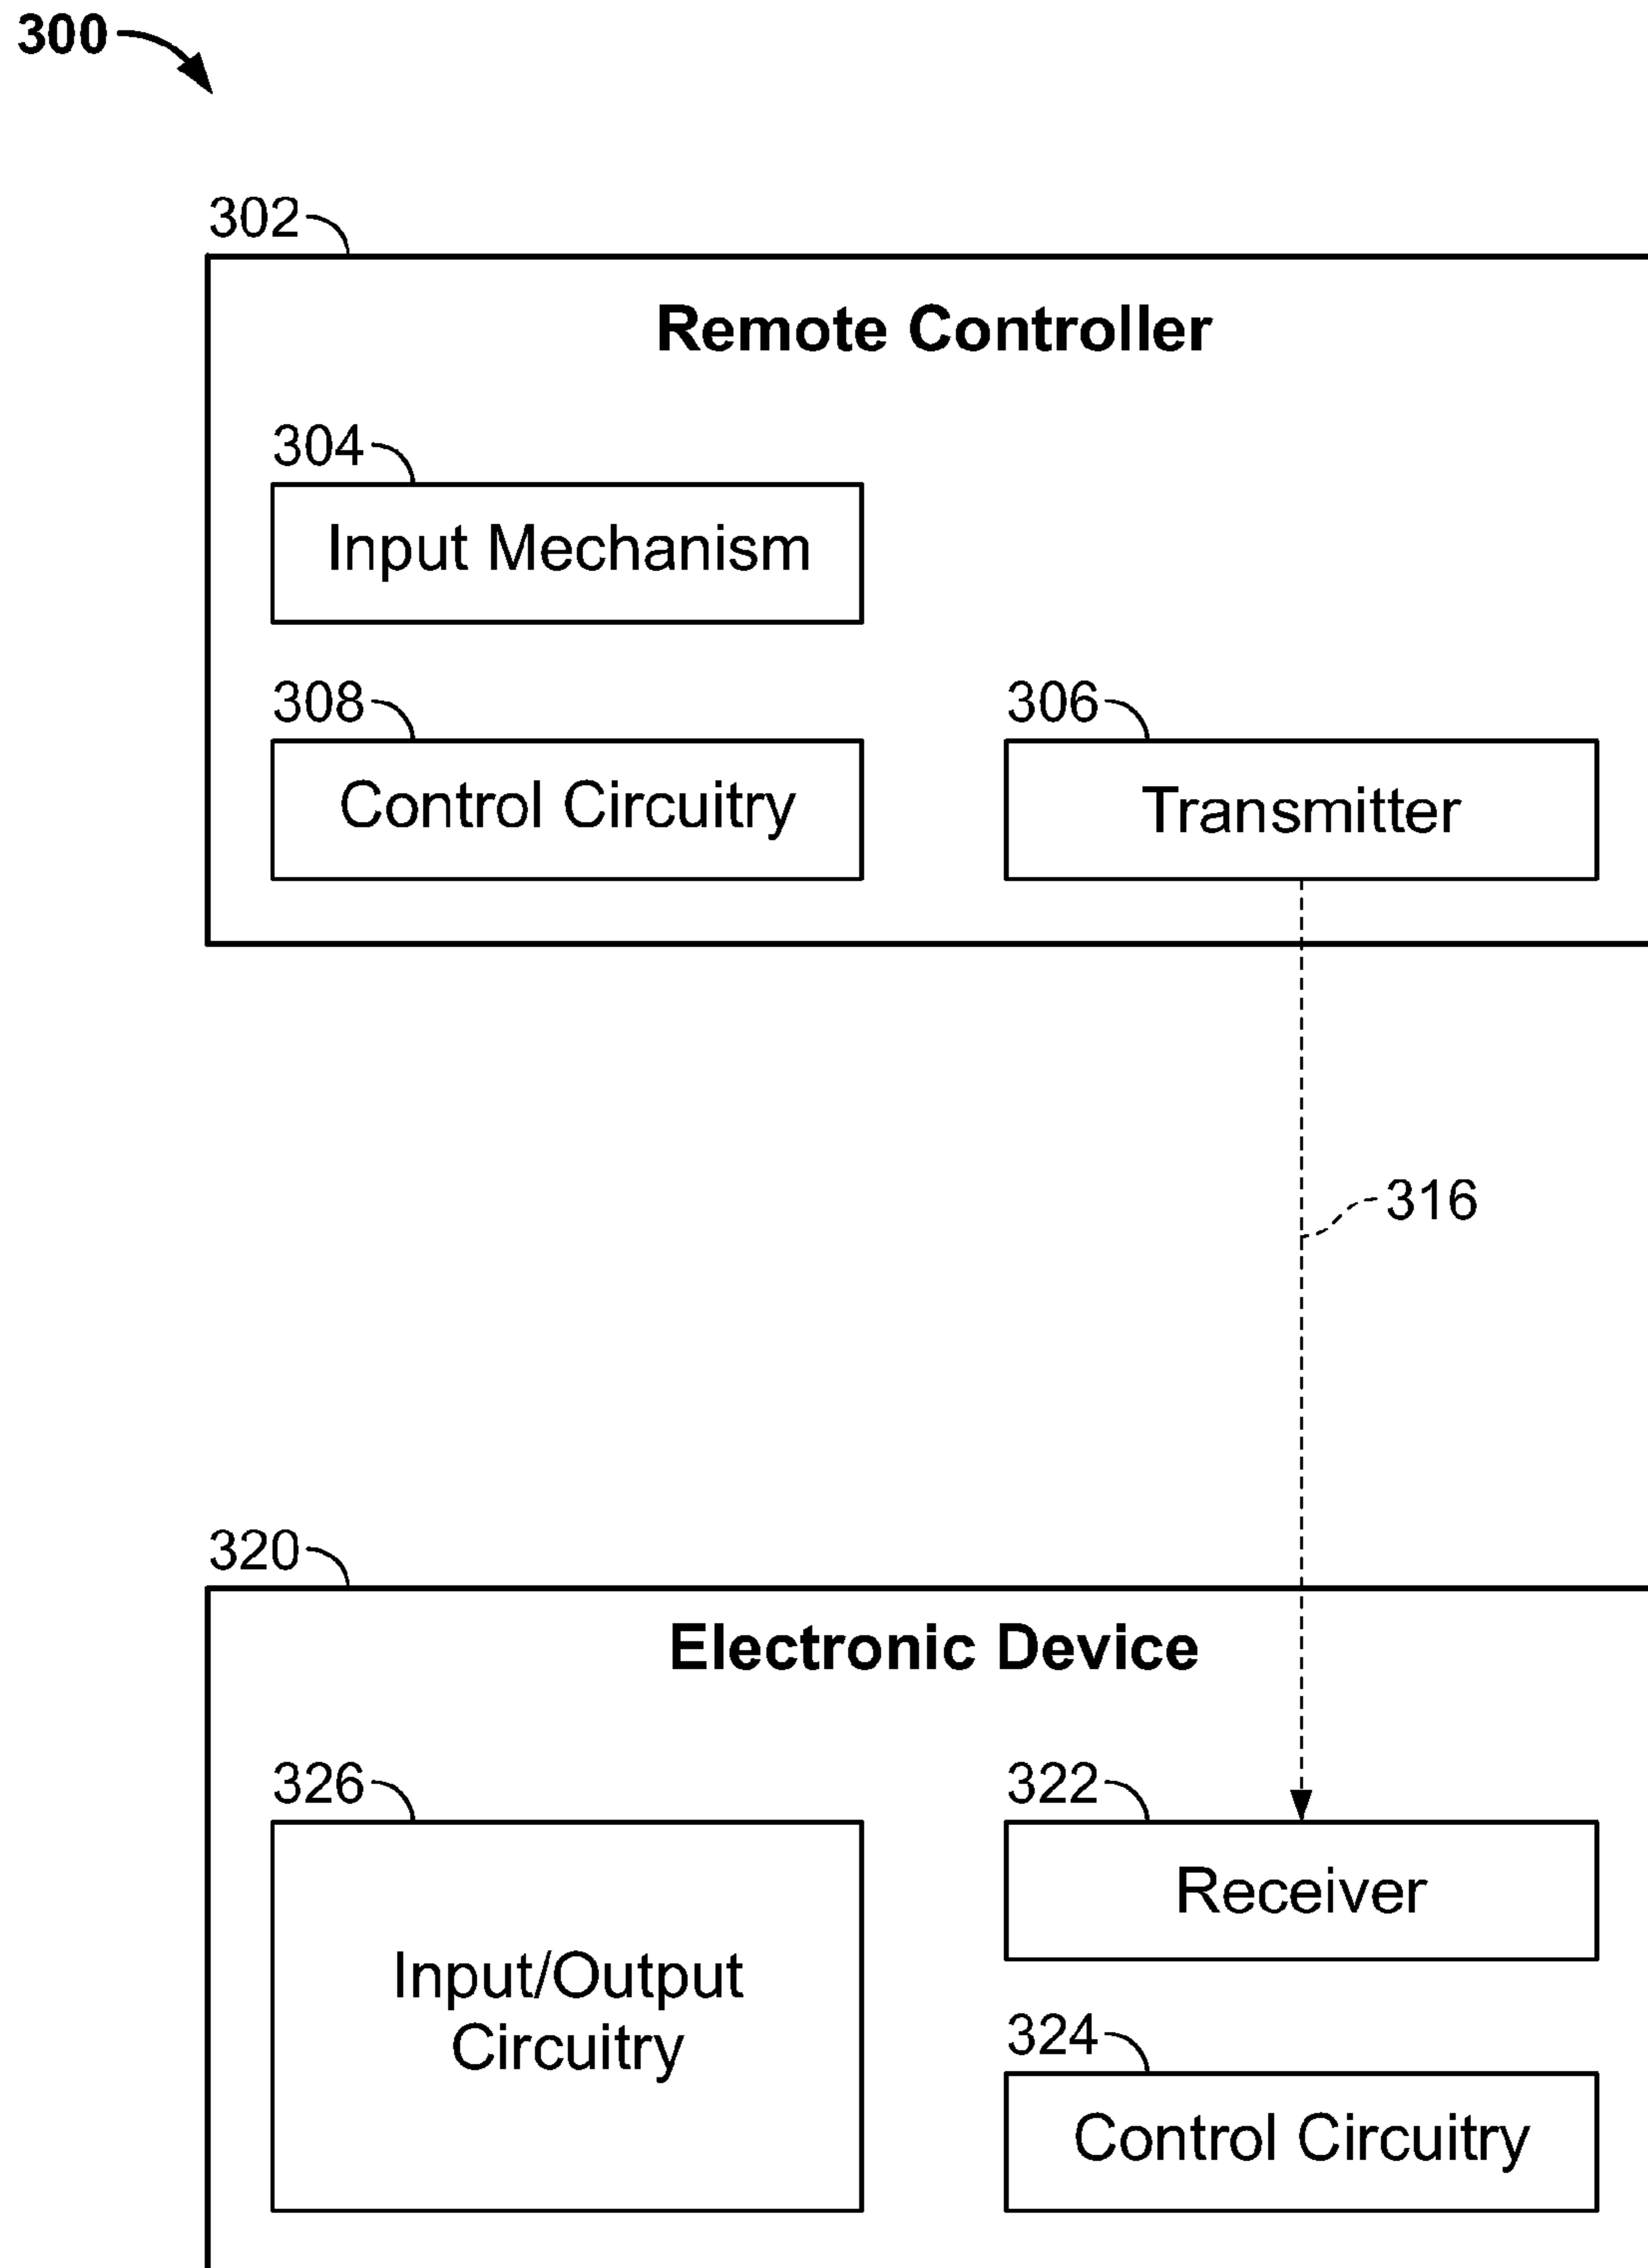 300
302
Remote Controller
304
Input Mechanism
308
Control Circuitry
306
Transmitter
316
320
Electronic Device
326
Input/Output
Circuitry
322
Receiver
324
Control Circuitry